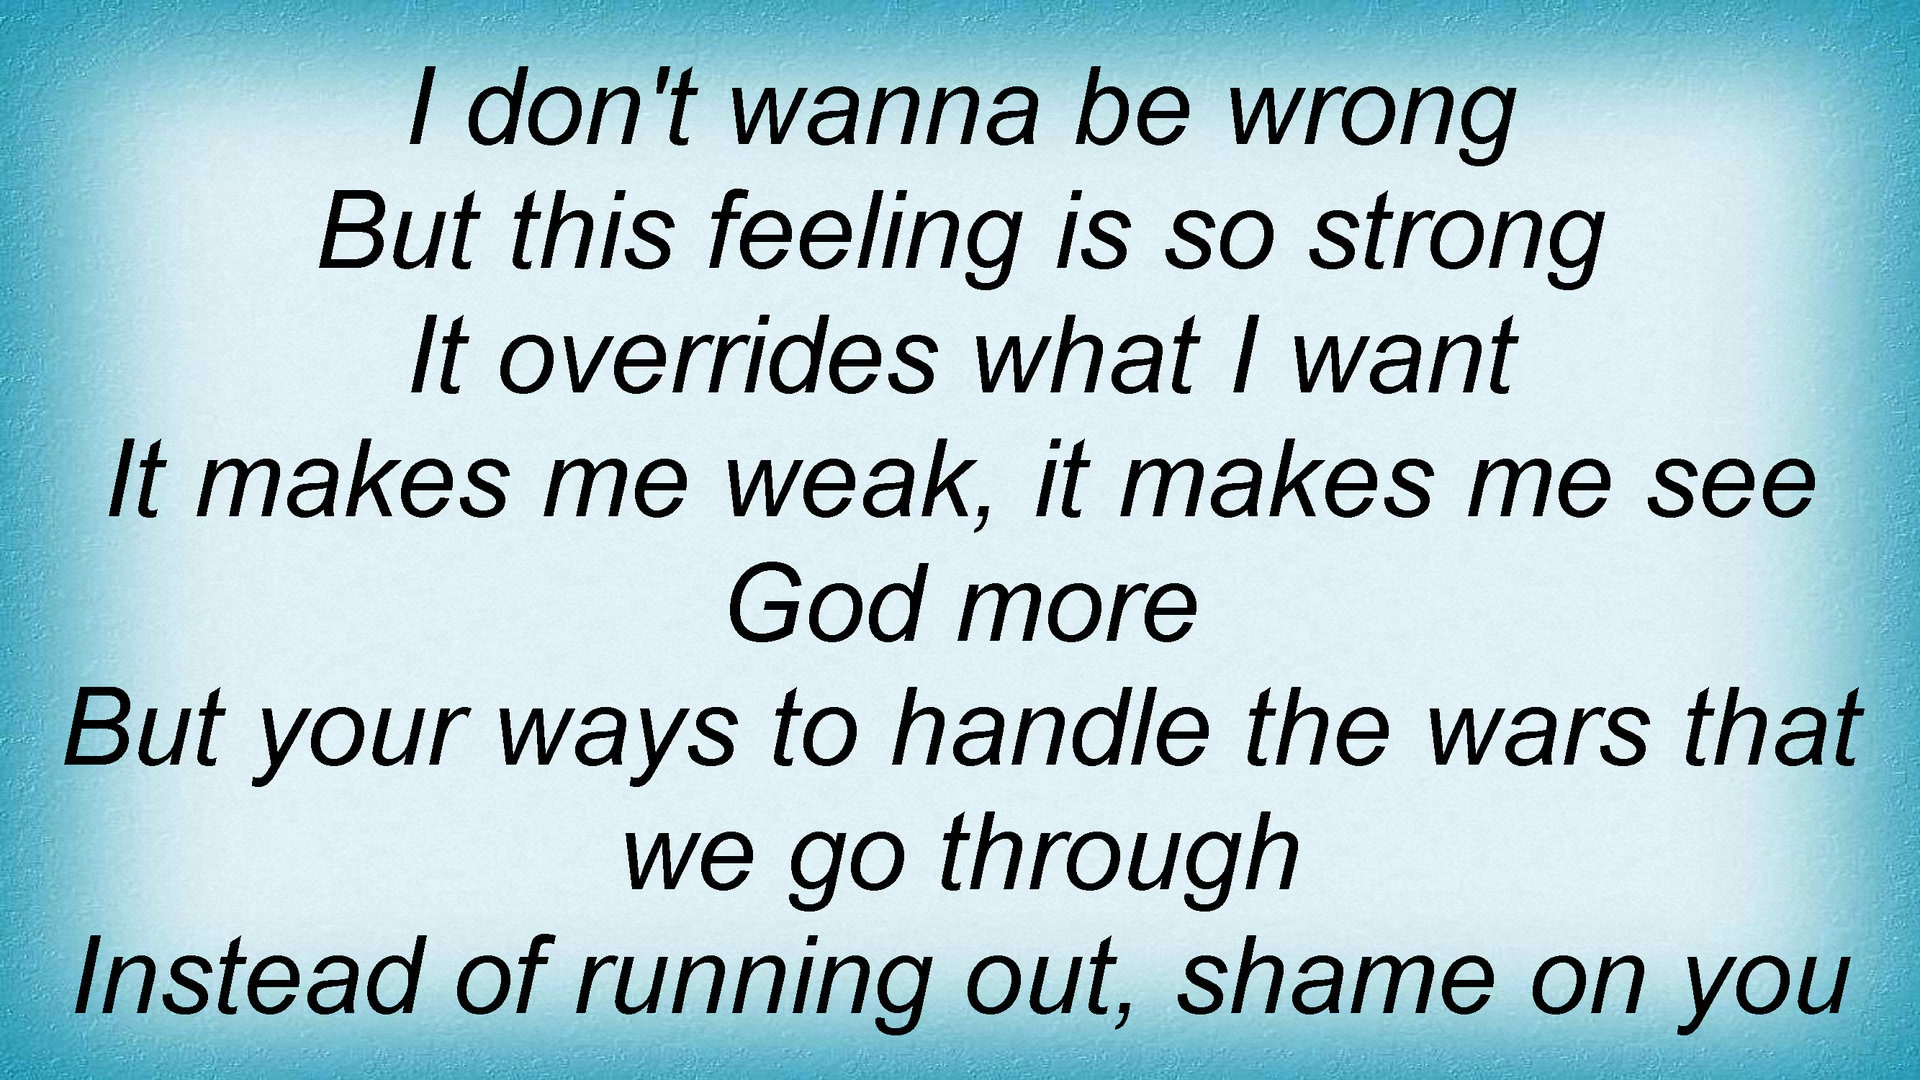 I don't wanna be wrong
But this feeling is so strong
It overrides what I want
It makes me weak, it makes me see
God more
But your ways to handle the wars that
we go through
Instead of running out, shame on you